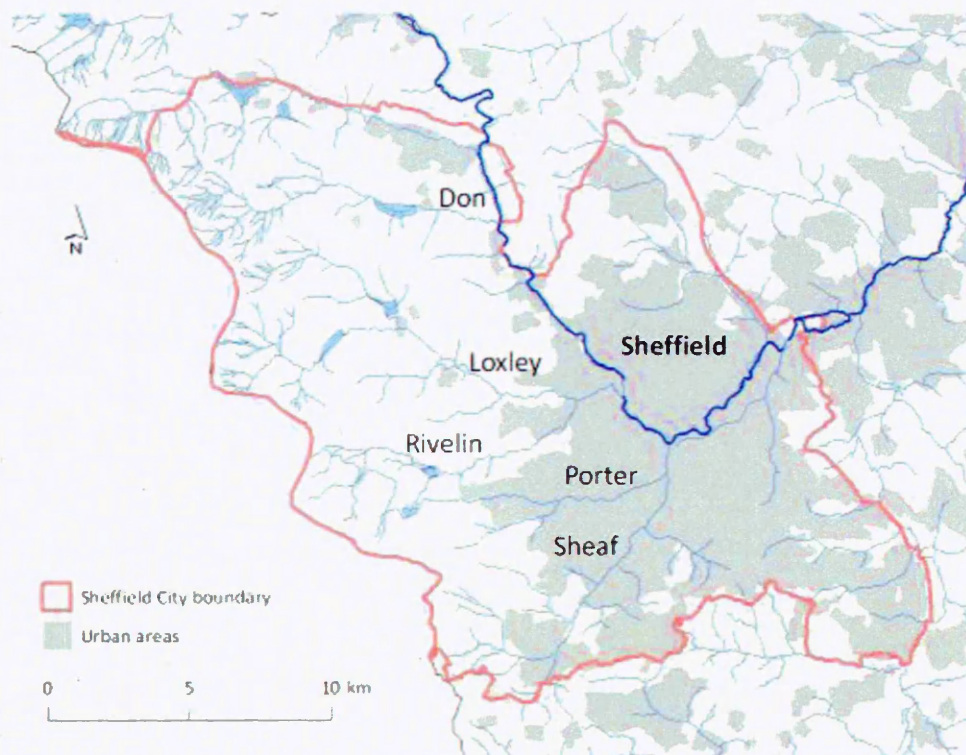 Don
N
Sheffield
Loxley
Rivelin
Porter
Sheaf
Sheffield City boundary
Urban areas
0 5 10 km